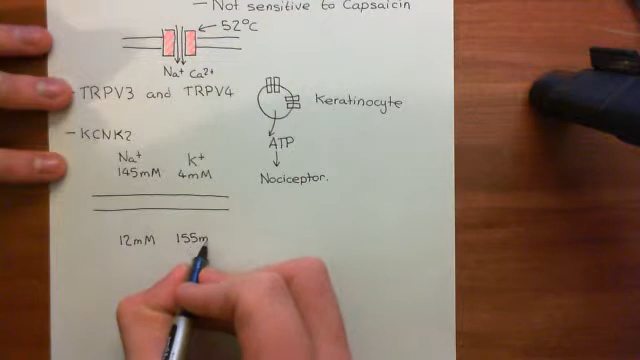 - Not sensitive to Capsaicin
52°C
Na+ Ca2+
- TRPV3 and TRPV4
Keratinocyte
- KCNK2
ATP
Na+ K+
145mM 4mM
Nociceptor.
12mM 155m